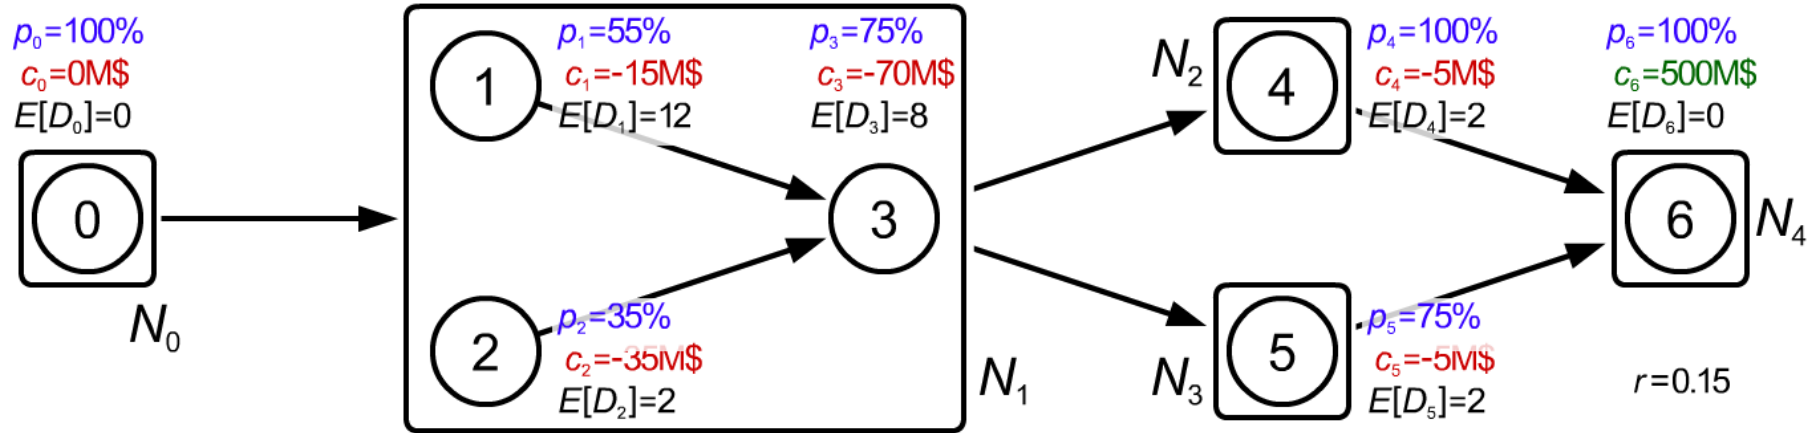 p₀=100%
c₀=0M$
E[D₀]=0
0
N₀
1
p₁=55%
c₁=-15M$
E[D₁]=12
p₃=75%
c₃=-70M$
E[D₃]=8
3
2
p₂=35%
c₂=-35M$
E[D₂]=2
N₁
N₂
4
p₄=100%
c₄=-5M$
E[D₄]=2
N₃
5
p₅=75%
c₅=-5M$
E[D₅]=2
p₆=100%
c₆=500M$
E[D₆]=0
6
N₄
r=0.15